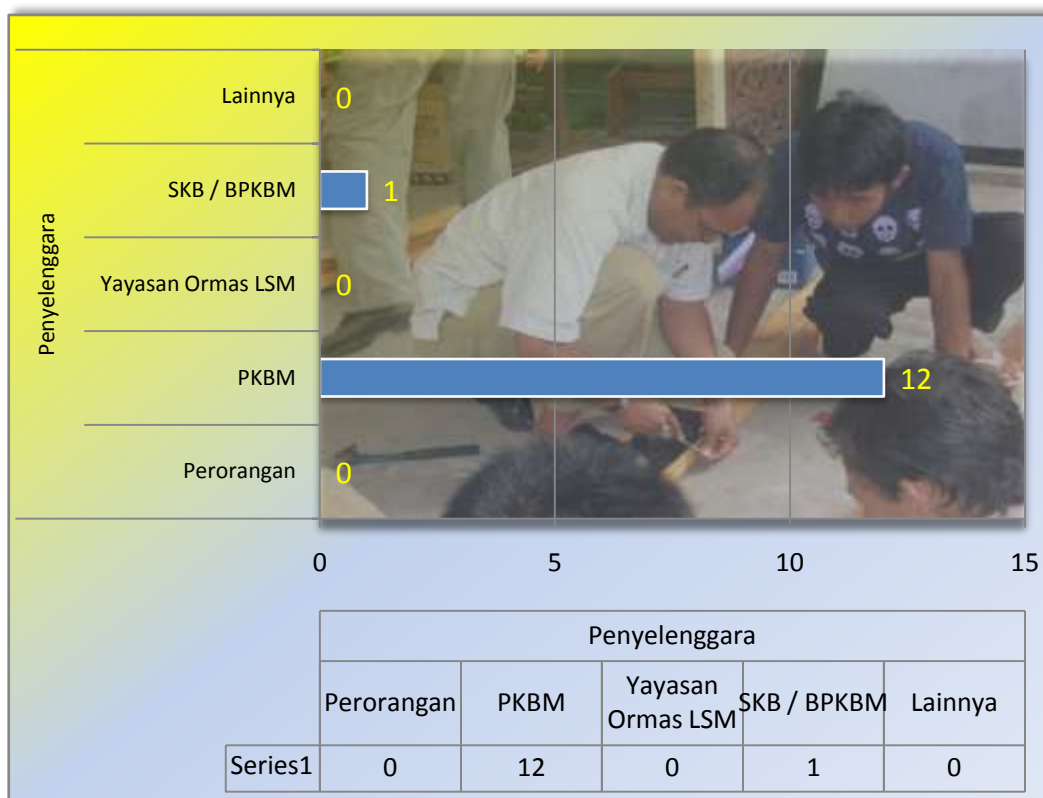 Penyelenggara
Lainnya
0
SKB / BPKBM
1
Yayasan Ormas LSM
0
PKBM
12
Perorangan
0
0 5 10 15
Penyelenggara
Perorangan PKBM Yayasan Ormas LSM SKB / BPKBM Lainnya
Series1 0 12 0 1 0